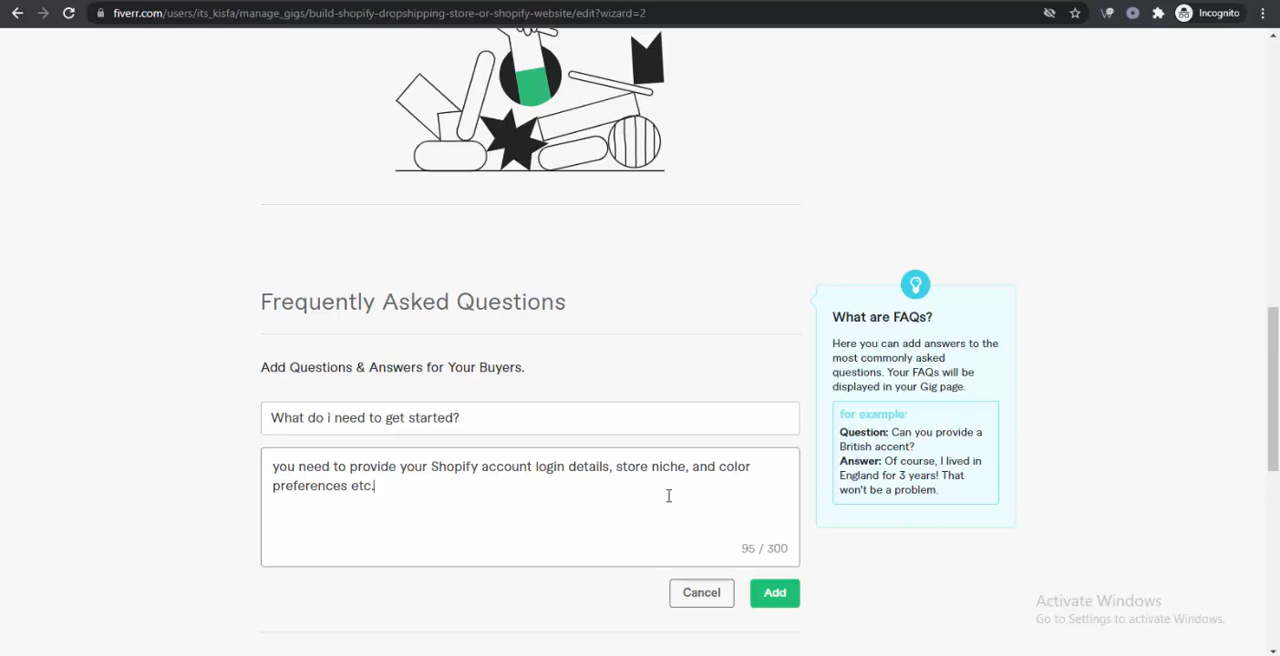 fiverr.com/users/its_kisfa/manage_gigs/build-shopify-dropshipping-store-or-shopify-website/edit?wizard=2
Incognito
Frequently Asked Questions
Add Questions & Answers for Your Buyers.
What do i need to get started?
you need to provide your Shopify account login details, store niche, and color
preferences etc.
95 / 300
Cancel
Add
What are FAQs?
Here you can add answers to the
most commonly asked
questions. Your FAQs will be
displayed in your Gig page.
for example:
Question: Can you provide a
British accent?
Answer: Of course, I lived in
England for 3 years! That
won't be a problem.
Activate Windows
Go to Settings to activate Windows.